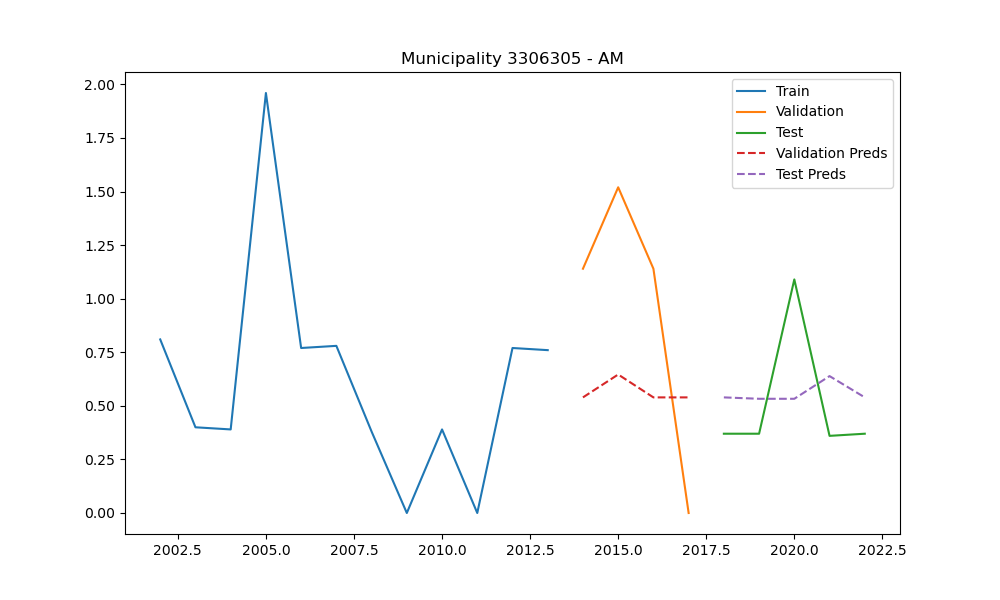 Municipality 3306305 - AM
2.00
1.75
1.50
1.25
1.00
0.75
0.50
0.25
0.00
Train
Validation
Test
Validation Preds
Test Preds
2002.5 2005.0 2007.5 2010.0 2012.5 2015.0 2017.5 2020.0 2022.5